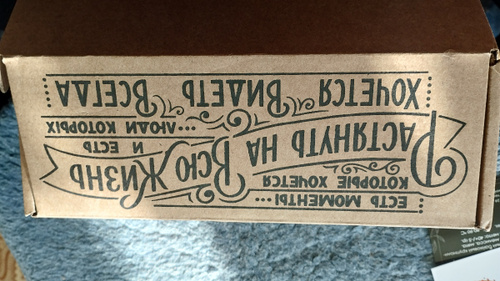 ЕСТЬ МОМЕНТЫ...
КОТОРЫЕ ХОЧЕТСЯ
РАСТЯНУТЬ НА ВСЮ ЖИЗНЬ
И ЕСТЬ
ЛЮДИ КОТОРЫХ...
ХОЧЕТСЯ ВИДЕТЬ ВСЕГДА